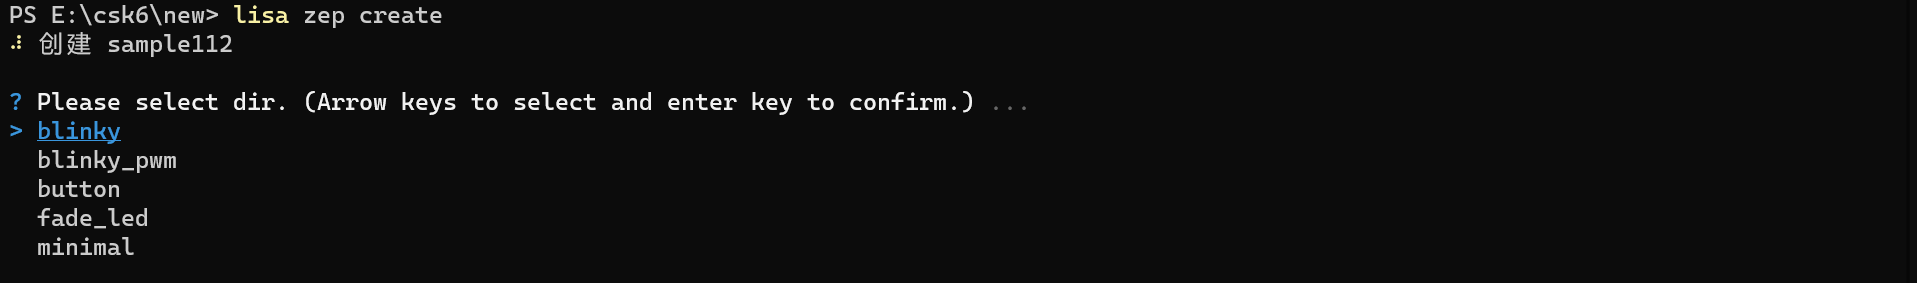 PS E:\csk6\new> lisa zep create
⠼ 创建 sample112
? Please select dir. (Arrow keys to select and enter key to confirm.) ...
> blinky
blinky_pwm
button
fade_led
minimal